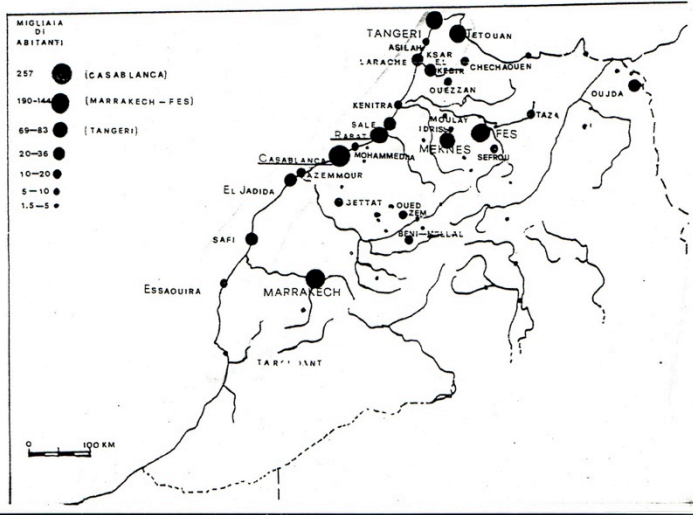 MIGLIAIA
DI
ABITANTI
257 (CASABLANCA)
190-144 (MARRAKECH-FES)
69-83 (TANGERI)
20-36
10-20
5-10
1.5-5
TANGERI
TETOUAN
ASILAH
LARACHE
KSAR
EL
KEBIR
CHECHAOUEN
OUEZZAN
OUJDA
KENITRA
TAZA
SALE
MOULAY
IDRISS
FES
RABAT
MEKNES
CASABLANCA
MOHAMMEDIA
SEFROU
AZEMMOUR
EL JADIDA
SETTAT
OUED
ZEM
SAFI
BENI-MELLAL
ESSAOUIRA
MARRAKECH
0 100 KM